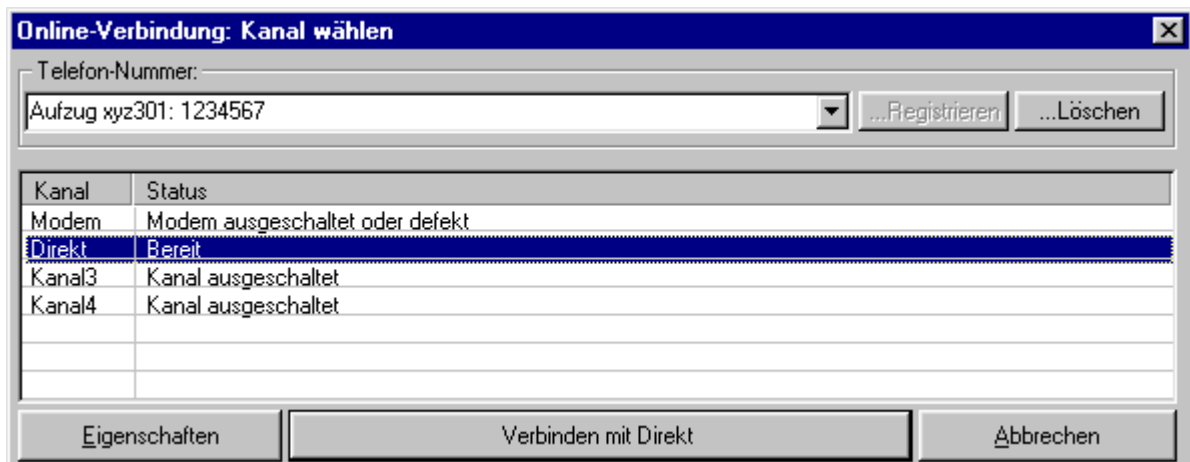 Online-Verbindung: Kanal wählen
Telefon-Nummer:
Aufzug xyz301: 1234567 ...Registrieren ...Löschen
Kanal Status
Modem Modem ausgeschaltet oder defekt
Direkt Bereit
Kanal3 Kanal ausgeschaltet
Kanal4 Kanal ausgeschaltet
Eigenschaften Verbinden mit Direkt Abbrechen